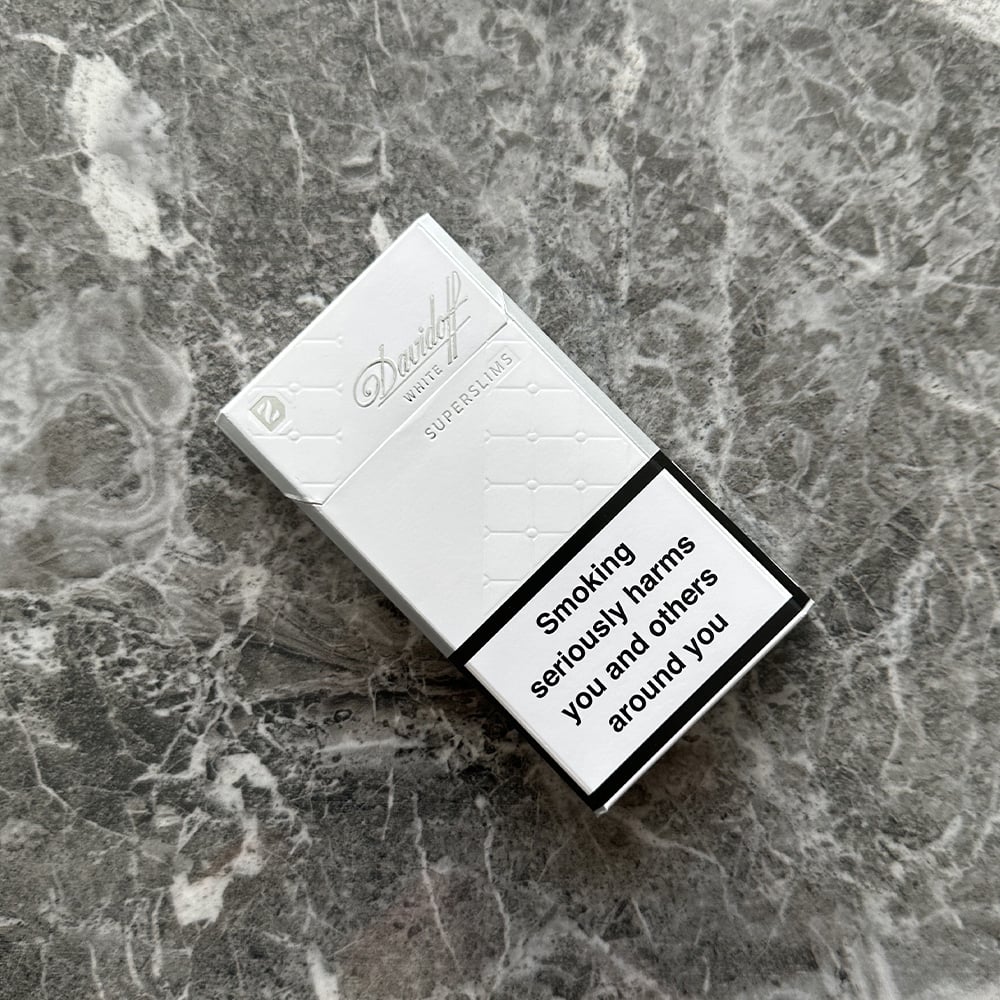 Davidoff
WHITE
SUPERSLIMS
Smoking
seriously harms
you and others
around you